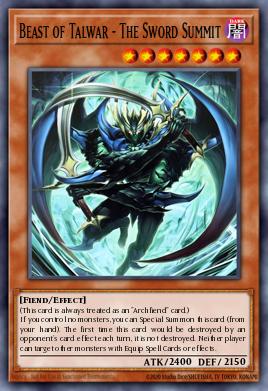 BEAST OF TALWAR - THE SWORD SUMMIT
DARK
闇
[FIEND/EFFECT]
(This card is always treated as an "Archfiend" card.)
If you control no monsters, you can Special Summon this card (from
your hand). The first time this card would be destroyed by an
opponent's card effect each turn, it is not destroyed. Neither player
can target other monsters with Equip Spell Cards or effects.
ATK/2400 DEF/2150
©2020 Studio Dice/SHUEISHA, TV TOKYO, KONAMI